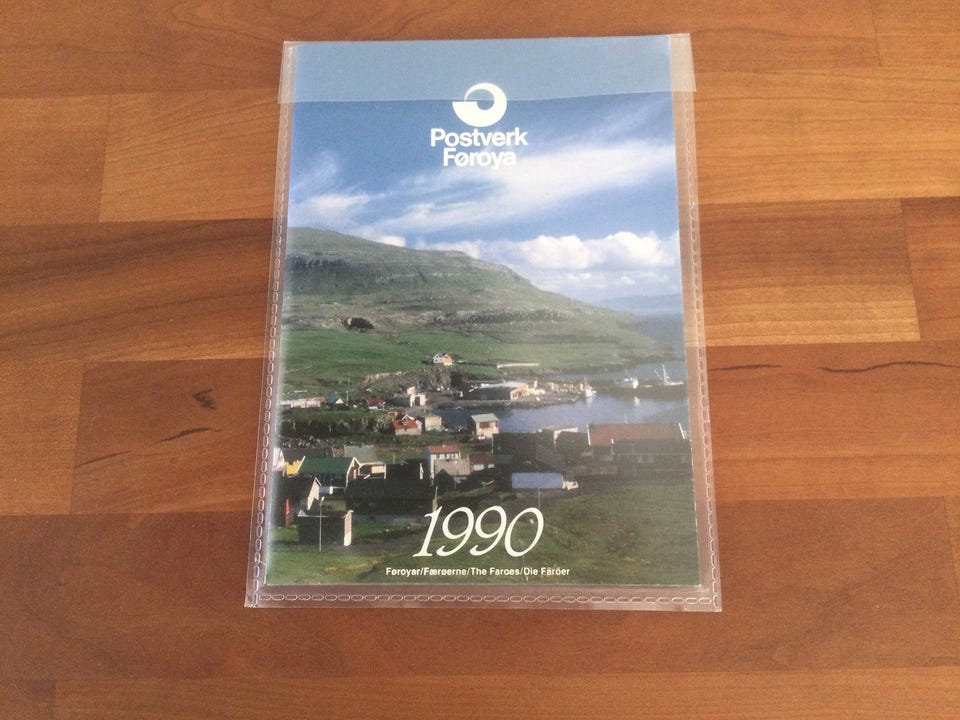 Postverk
Føroya
1990
Føroyar/Færøerne/The Faroes/Die Färöer